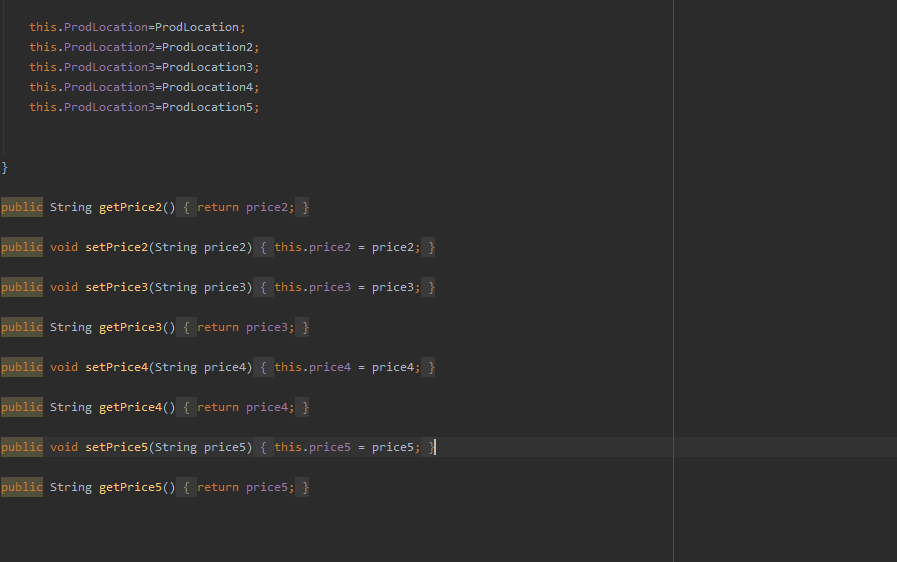 this.ProdLocation=ProdLocation;
this.ProdLocation2=ProdLocation2;
this.ProdLocation3=ProdLocation3;
this.ProdLocation3=ProdLocation4;
this.ProdLocation3=ProdLocation5;
}
public String getPrice2() { return price2; }
public void setPrice2(String price2) { this.price2 = price2; }
public void setPrice3(String price3) { this.price3 = price3; }
public String getPrice3() { return price3; }
public void setPrice4(String price4) { this.price4 = price4; }
public String getPrice4() { return price4; }
public void setPrice5(String price5) { this.price5 = price5; }
public String getPrice5() { return price5; }